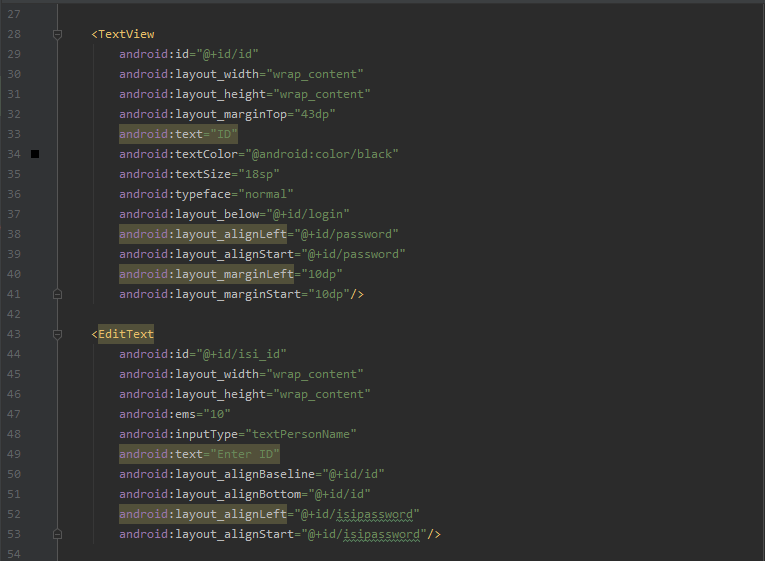 27
28 <TextView
29 android:id="@+id/id"
30 android:layout_width="wrap_content"
31 android:layout_height="wrap_content"
32 android:layout_marginTop="43dp"
33 android:text="ID"
34 android:textColor="@android:color/black"
35 android:textSize="18sp"
36 android:typeface="normal"
37 android:layout_below="@+id/login"
38 android:layout_alignLeft="@+id/password"
39 android:layout_alignStart="@+id/password"
40 android:layout_marginLeft="10dp"
41 android:layout_marginStart="10dp"/>
42
43 <EditText
44 android:id="@+id/isi_id"
45 android:layout_width="wrap_content"
46 android:layout_height="wrap_content"
47 android:ems="10"
48 android:inputType="textPersonName"
49 android:text="Enter ID"
50 android:layout_alignBaseline="@+id/id"
51 android:layout_alignBottom="@+id/id"
52 android:layout_alignLeft="@+id/isipassword"
53 android:layout_alignStart="@+id/isipassword"/>
54